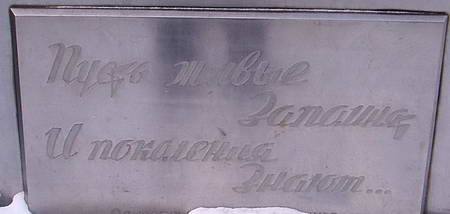 Пусть живые
Запомнят,
И поколения
Знают...